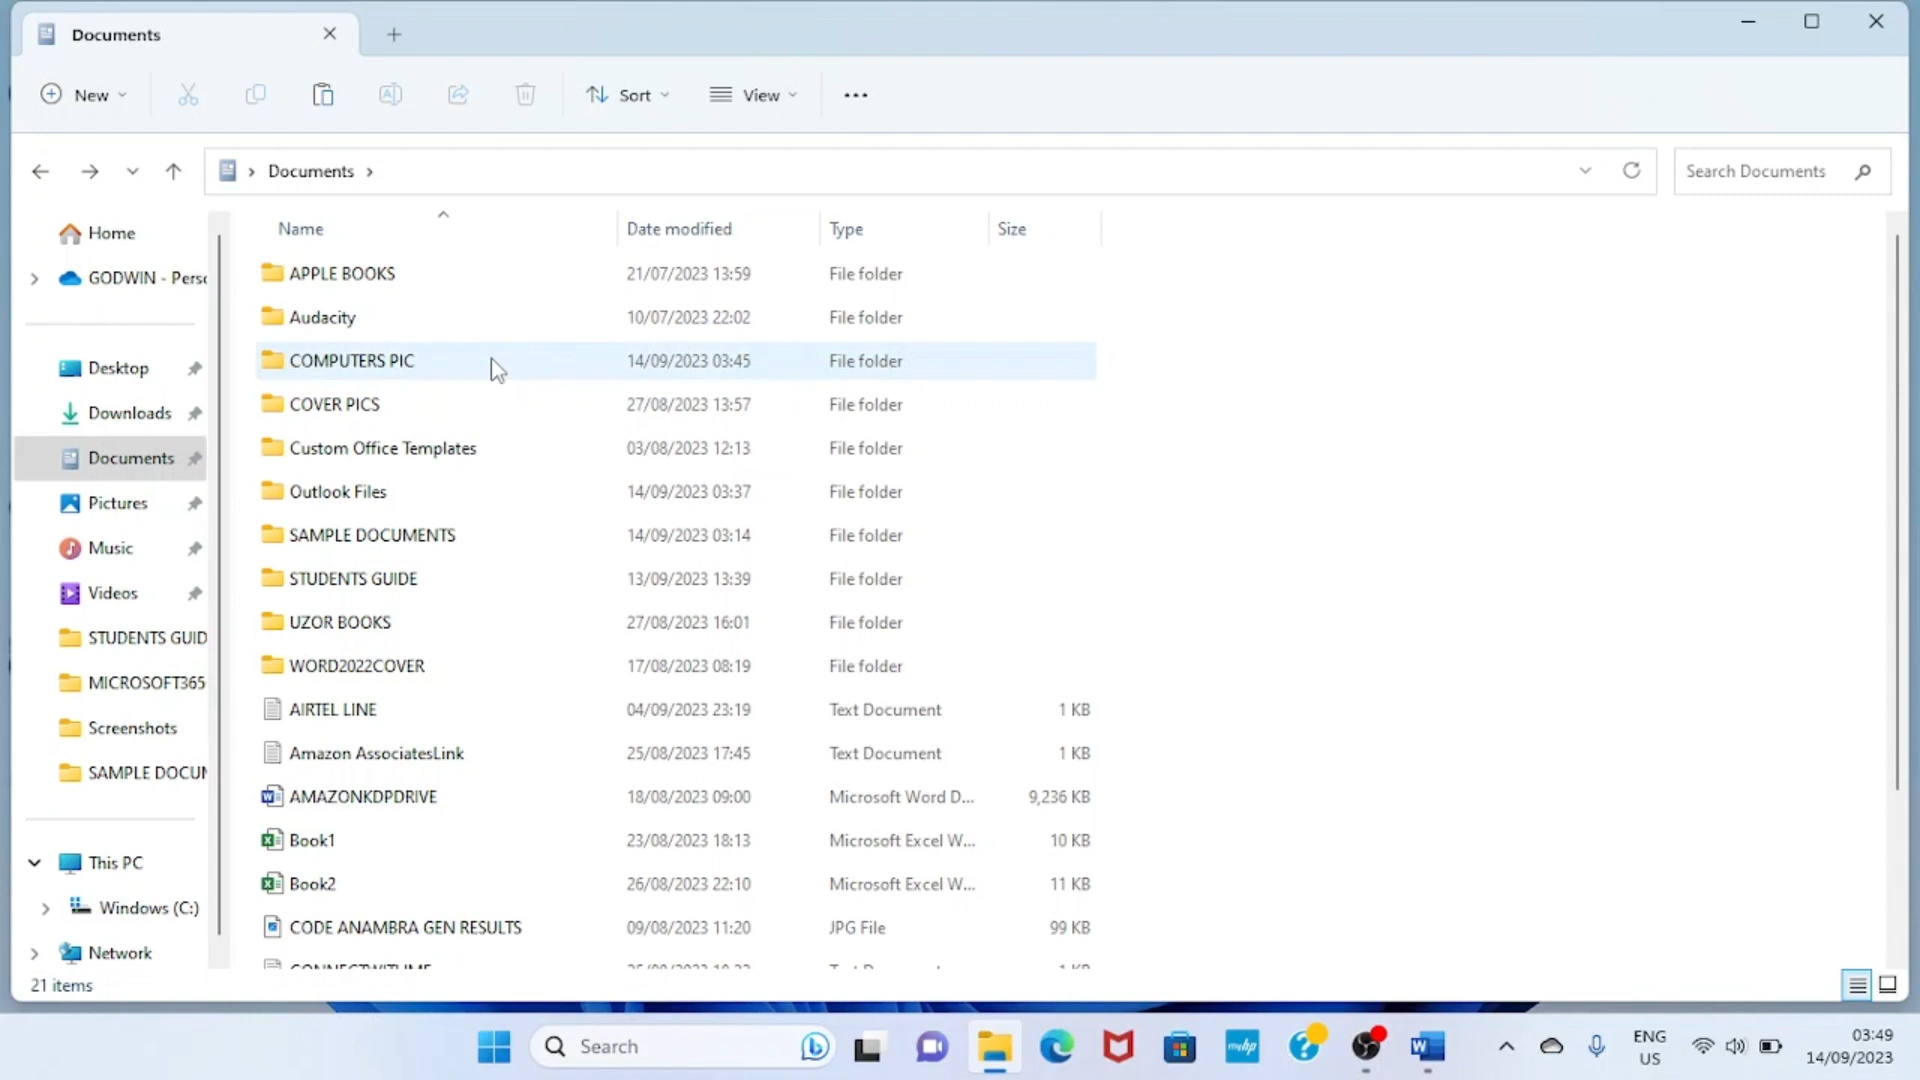 Documents
New
Sort
View
Documents
Search Documents
Name Date modified Type Size
Home
GODWIN - Perso
Desktop
Downloads
Documents
Pictures
Music
Videos
STUDENTS GUID
MICROSOFT365
Screenshots
SAMPLE DOCUM
This PC
Windows (C:)
Network
APPLE BOOKS 21/07/2023 13:59 File folder
Audacity 10/07/2023 22:02 File folder
COMPUTERS PIC 14/09/2023 03:45 File folder
COVER PICS 27/08/2023 13:57 File folder
Custom Office Templates 03/08/2023 12:13 File folder
Outlook Files 14/09/2023 03:37 File folder
SAMPLE DOCUMENTS 14/09/2023 03:14 File folder
STUDENTS GUIDE 13/09/2023 13:39 File folder
UZOR BOOKS 27/08/2023 16:01 File folder
WORD2022COVER 17/08/2023 08:19 File folder
AIRTEL LINE 04/09/2023 23:19 Text Document 1 KB
Amazon AssociatesLink 25/08/2023 17:45 Text Document 1 KB
AMAZONKDPDRIVE 18/08/2023 09:00 Microsoft Word D... 9,236 KB
Book1 23/08/2023 18:13 Microsoft Excel W... 10 KB
Book2 26/08/2023 22:10 Microsoft Excel W... 11 KB
CODE ANAMBRA GEN RESULTS 09/08/2023 11:20 JPG File 99 KB
21 items
Search
myhp
ENG
US
03:49
14/09/2023